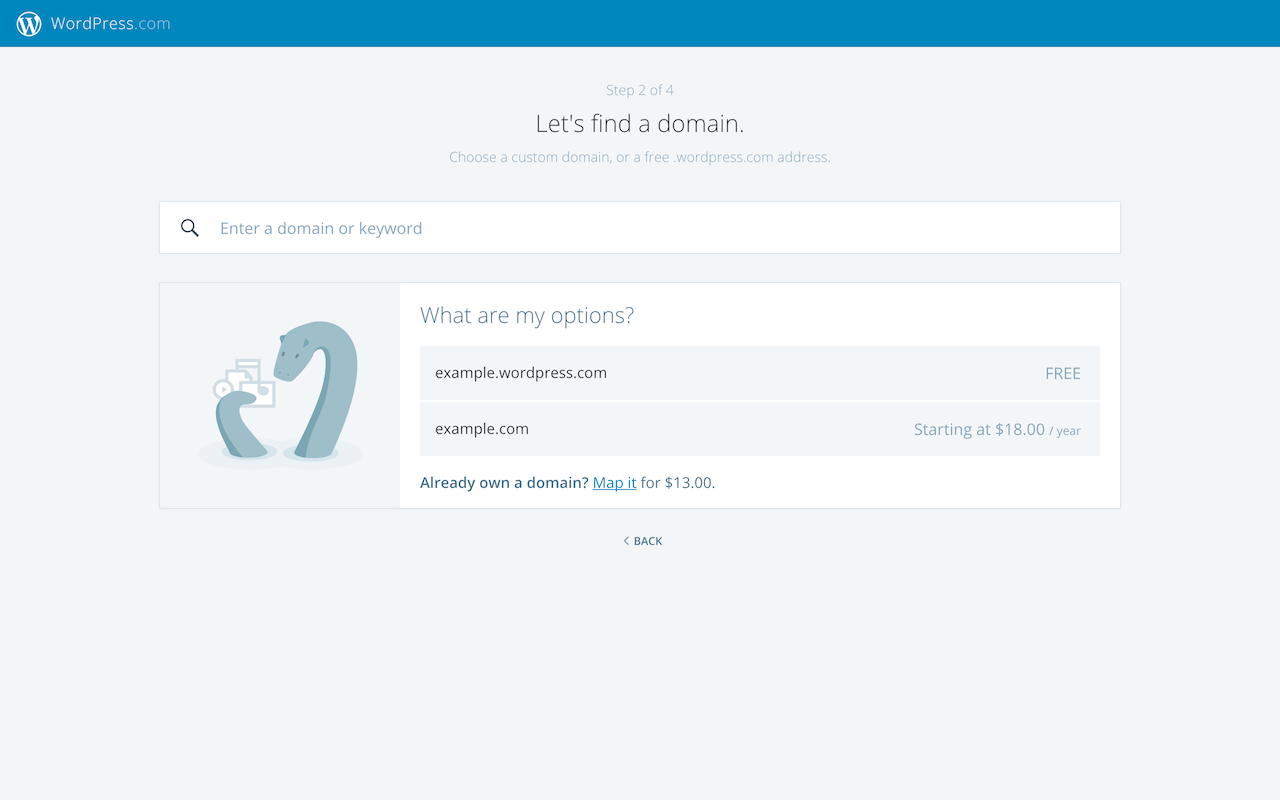 WordPress.com
Step 2 of 4
Let's find a domain.
Choose a custom domain, or a free .wordpress.com address.
Enter a domain or keyword
What are my options?
example.wordpress.com FREE
example.com Starting at $18.00 / year
Already own a domain? Map it for $13.00.
BACK